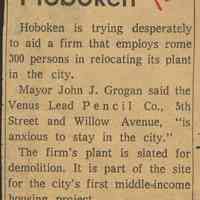 Hoboken
Hoboken is trying desperately
to aid a firm that employs rome
300 persons in relocating its plant
in the city.
Mayor John J. Grogan said the
Venus Lead Pencil Co., 5th
Street and Willow Avenue, "is
anxious to stay in the city."
The firm's plant is slated for
demolition. It is part of the site
for the city's first middle-income
housing project